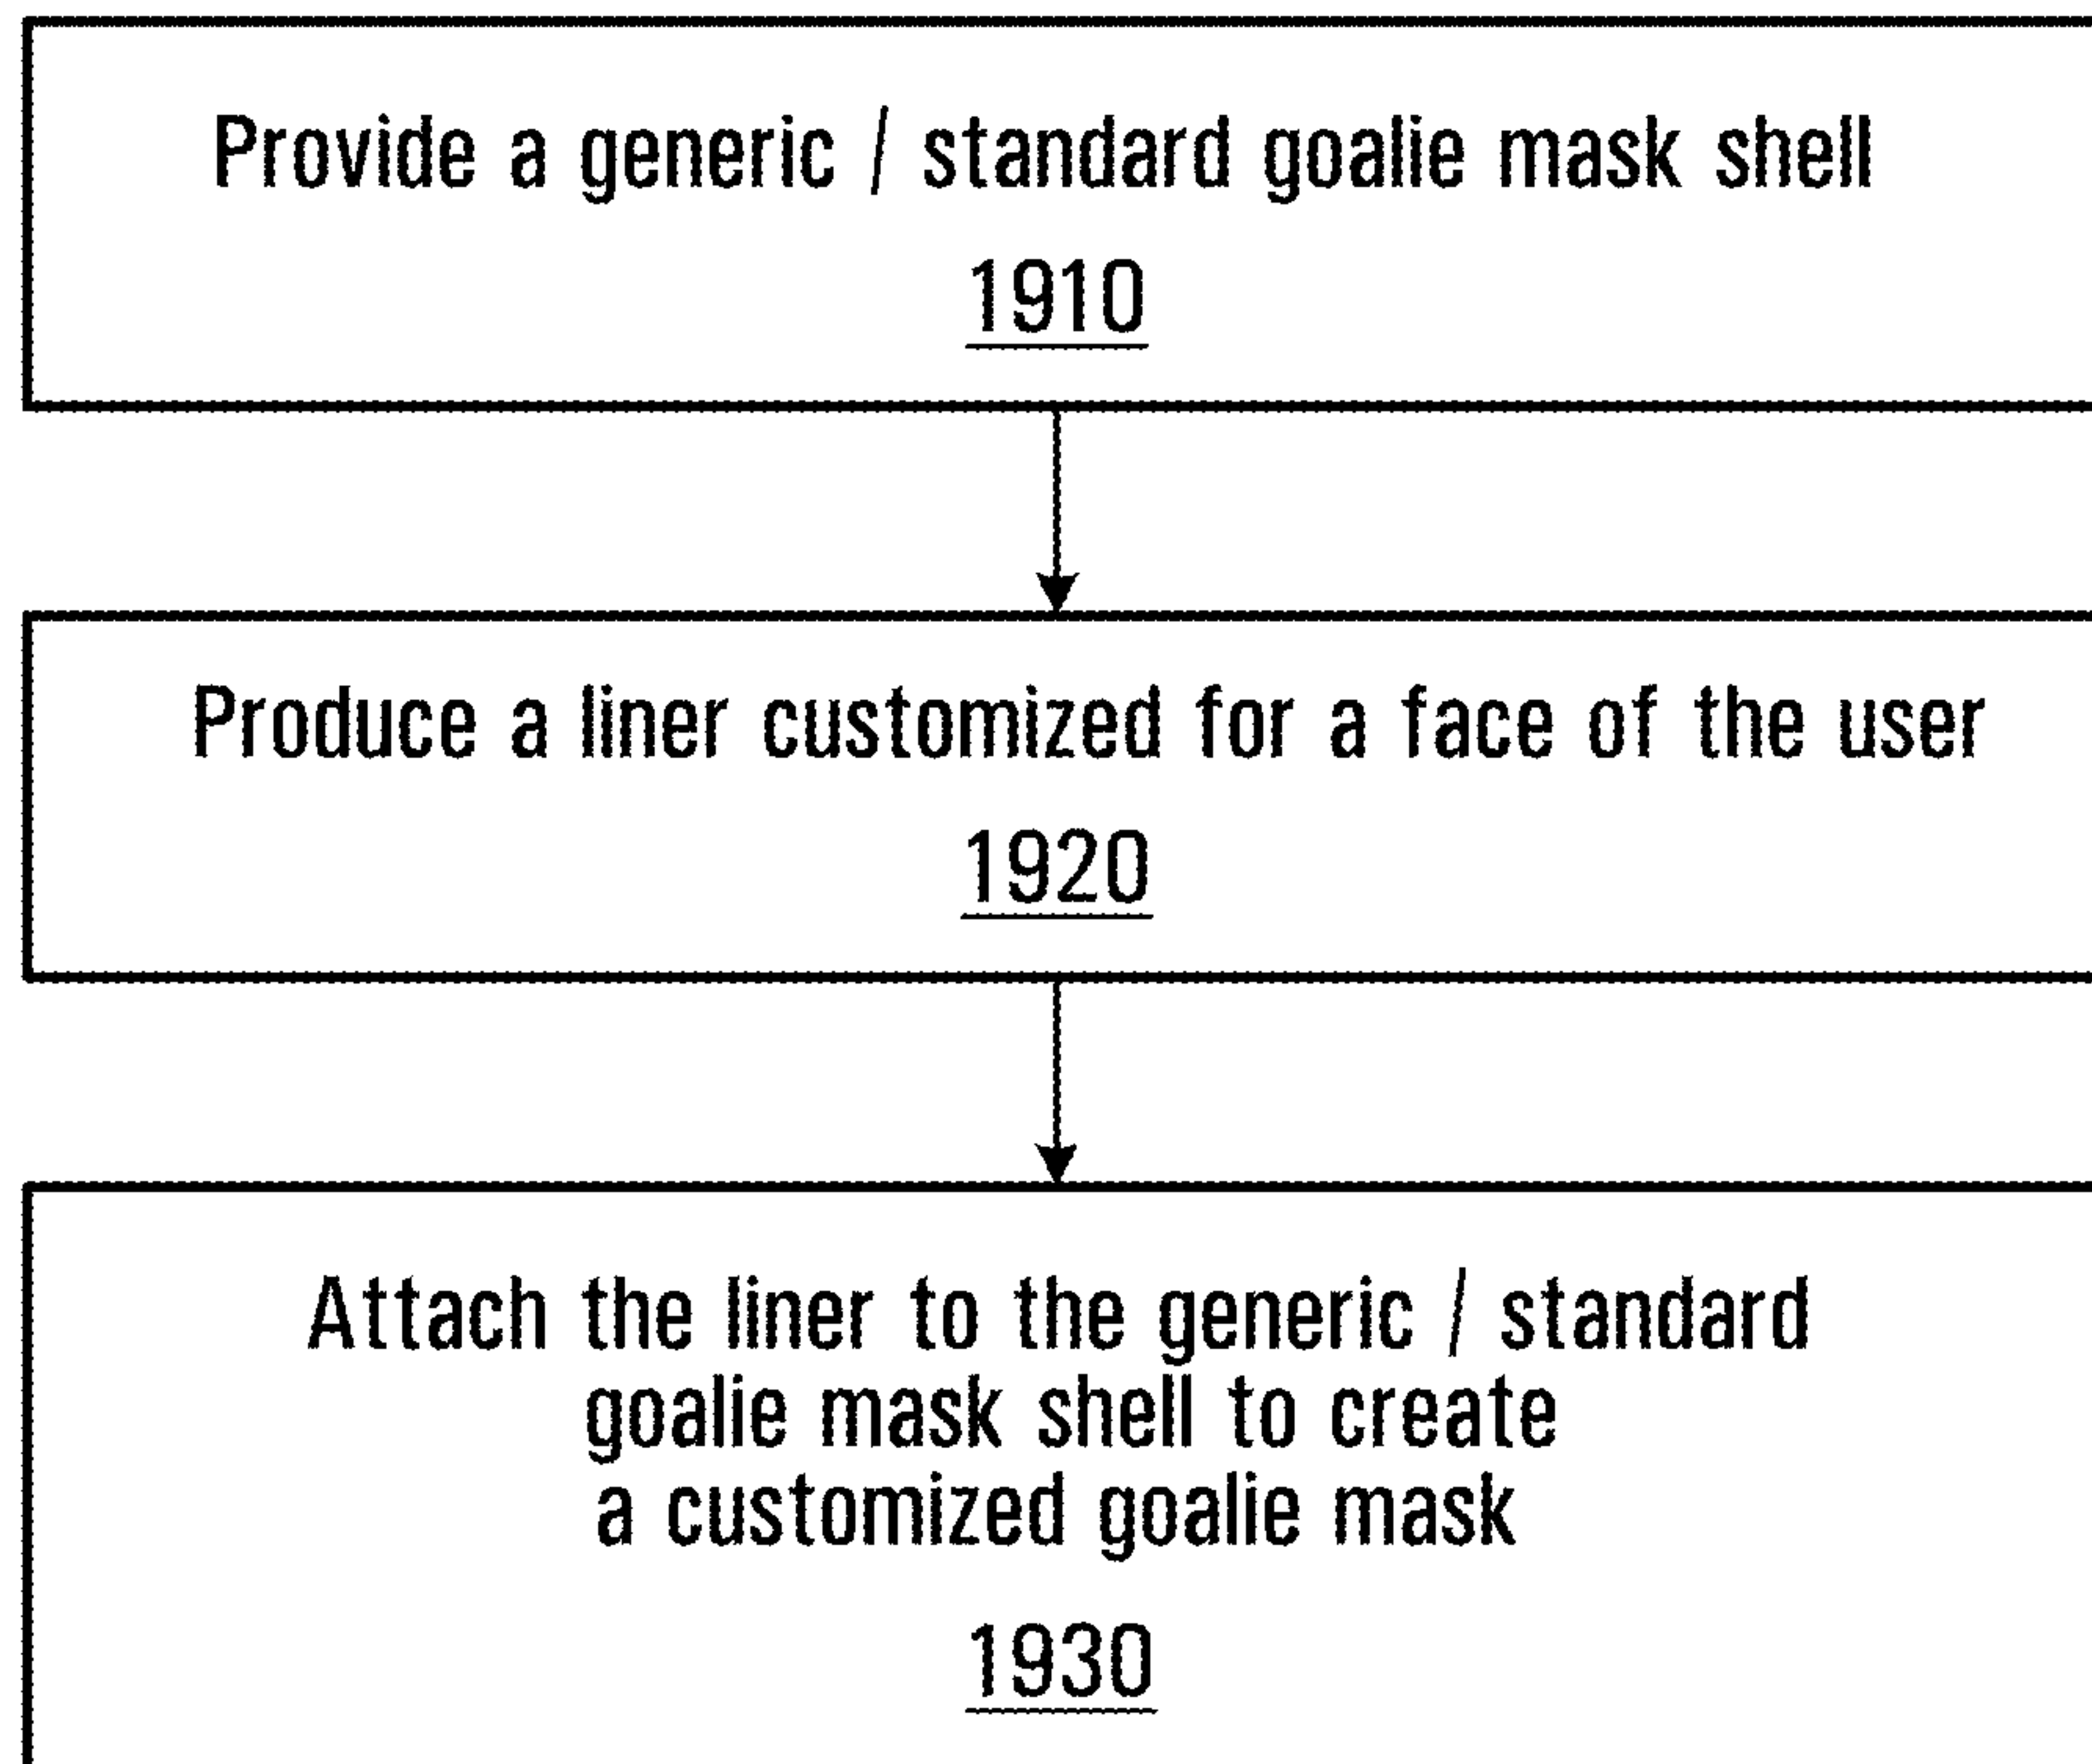 Provide a generic / standard goalie mask shell
1910
Produce a liner customized for a face of the user
1920
Attach the liner to the generic / standard
goalie mask shell to create
a customized goalie mask
1930